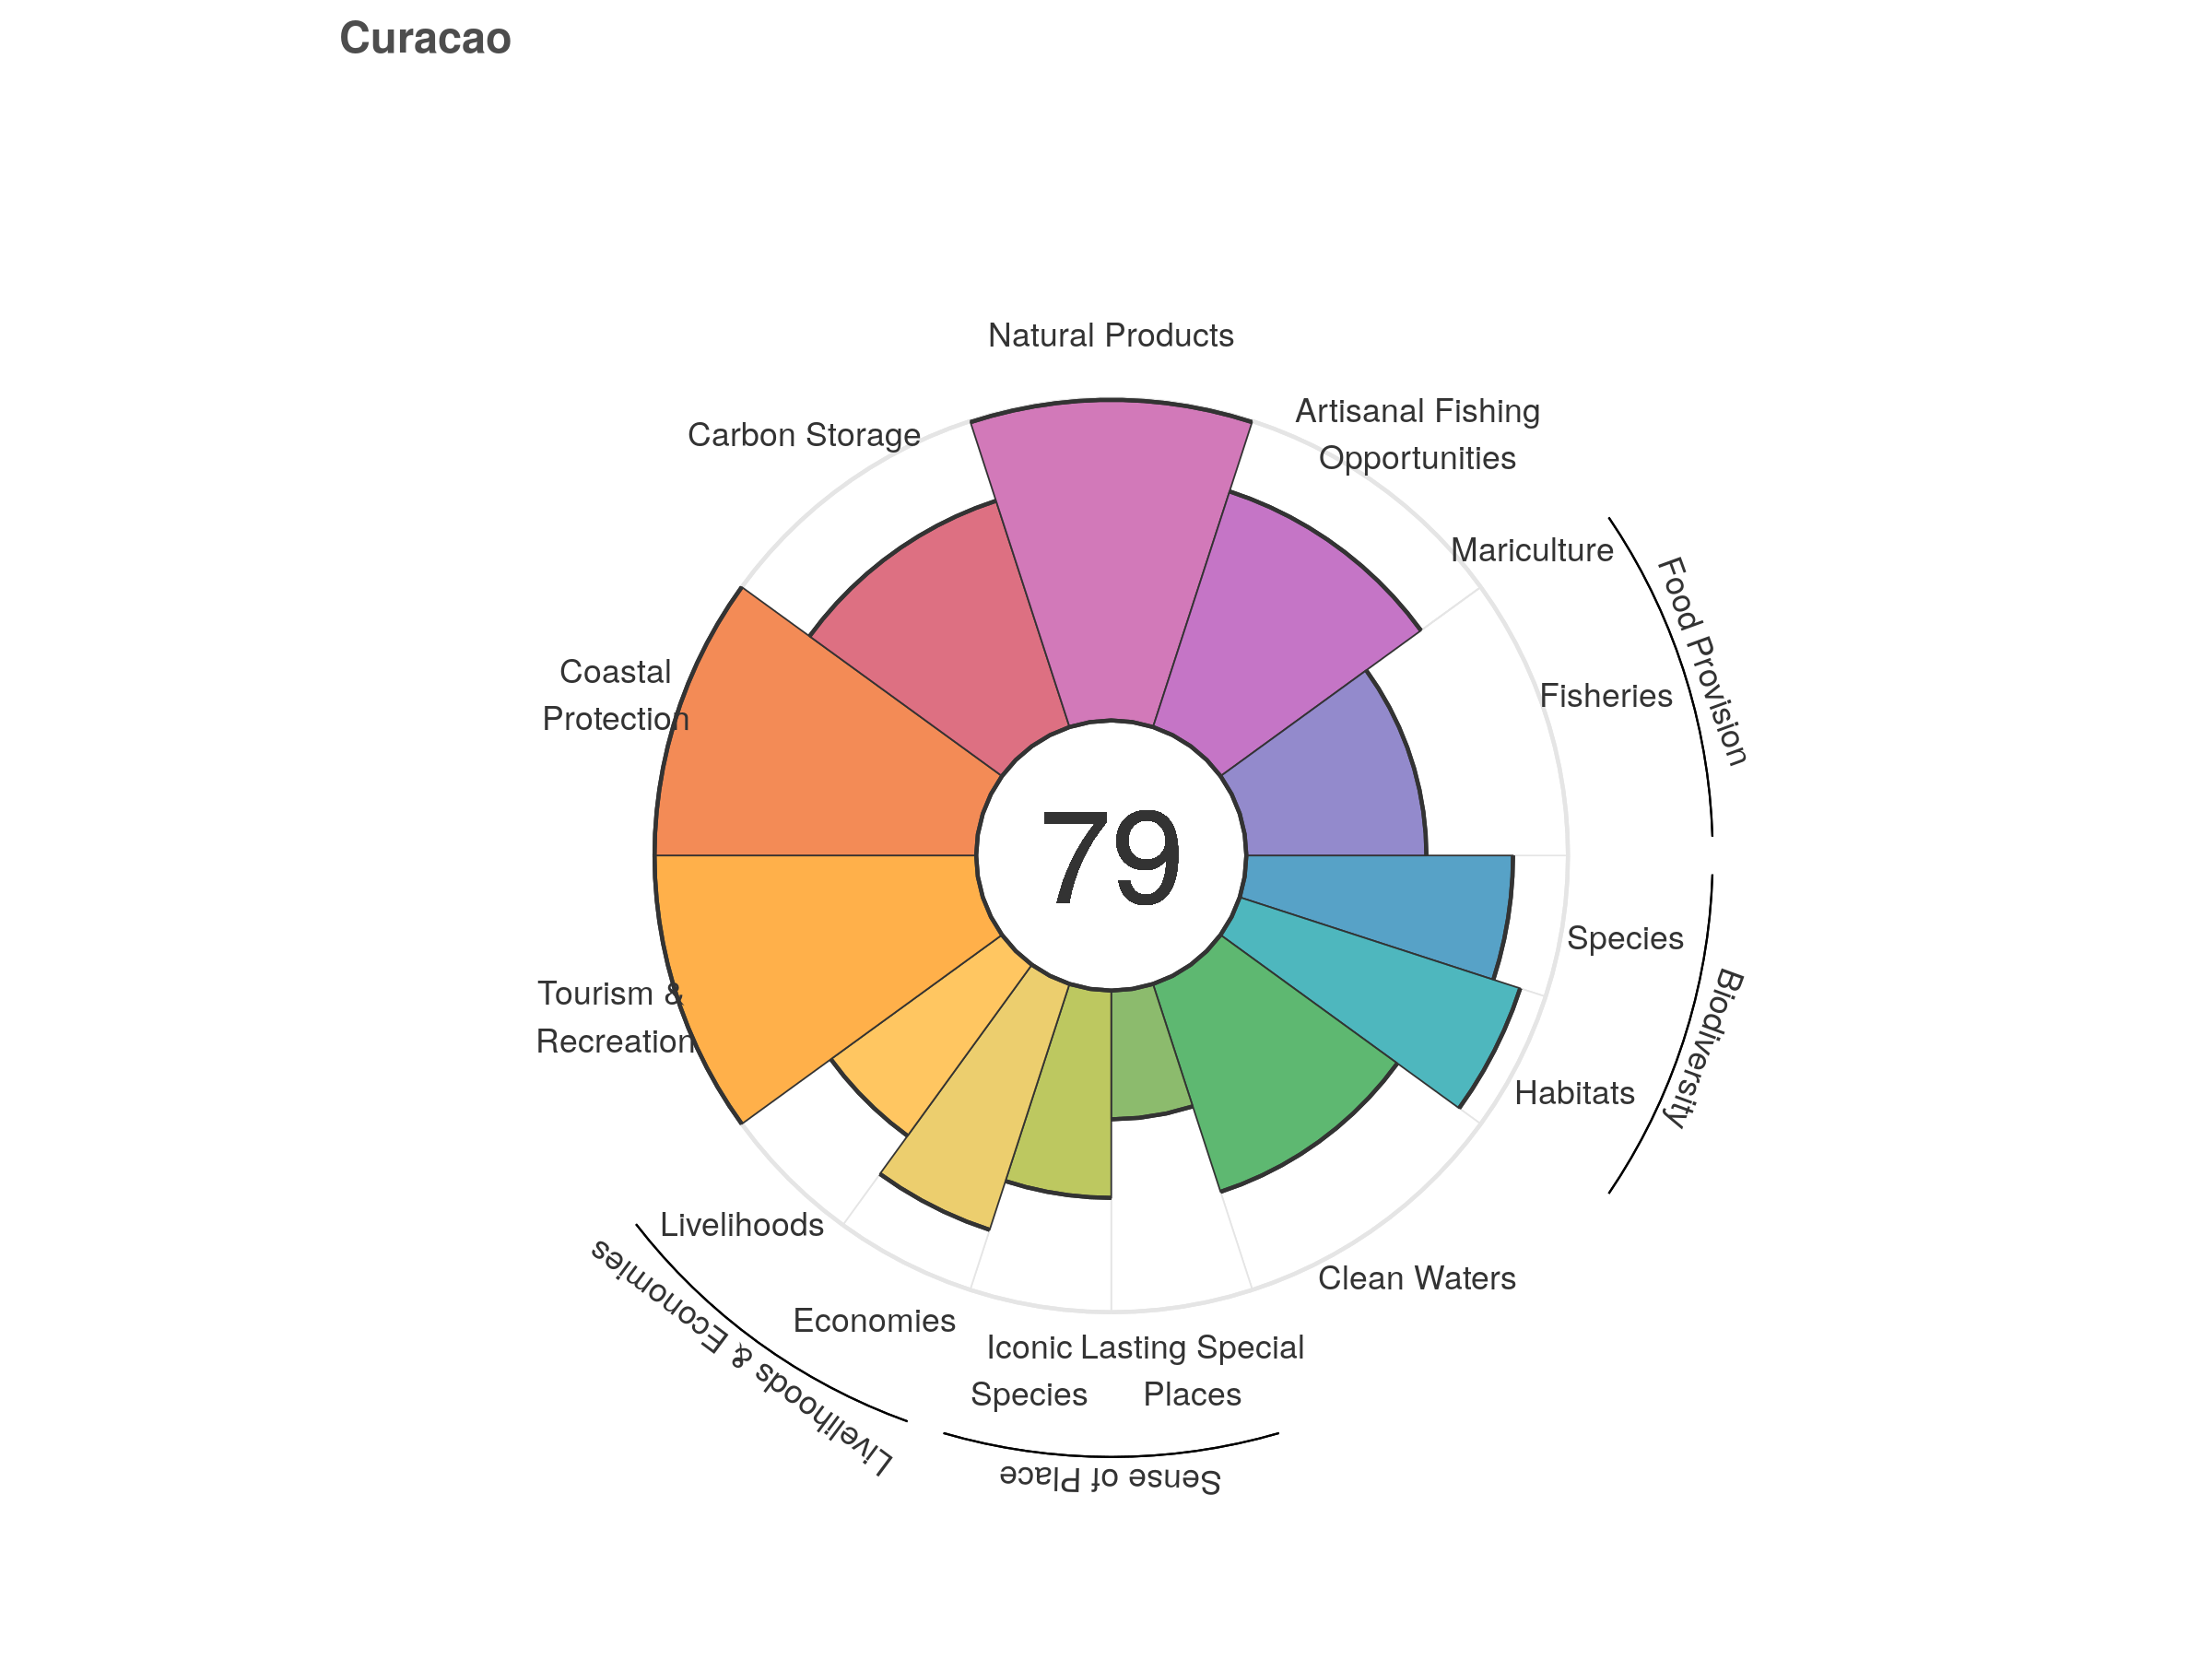 Curacao
Natural Products
Artisanal Fishing
Opportunities
Carbon Storage
Mariculture
Food Provision
Fisheries
Coastal
Protection
79
Species
Biodiversity
Tourism &
Recreation
Habitats
Livelihoods
Clean Waters
Livelihoods & Economies
Economies
Iconic
Species
Lasting Special
Places
Sense of Place